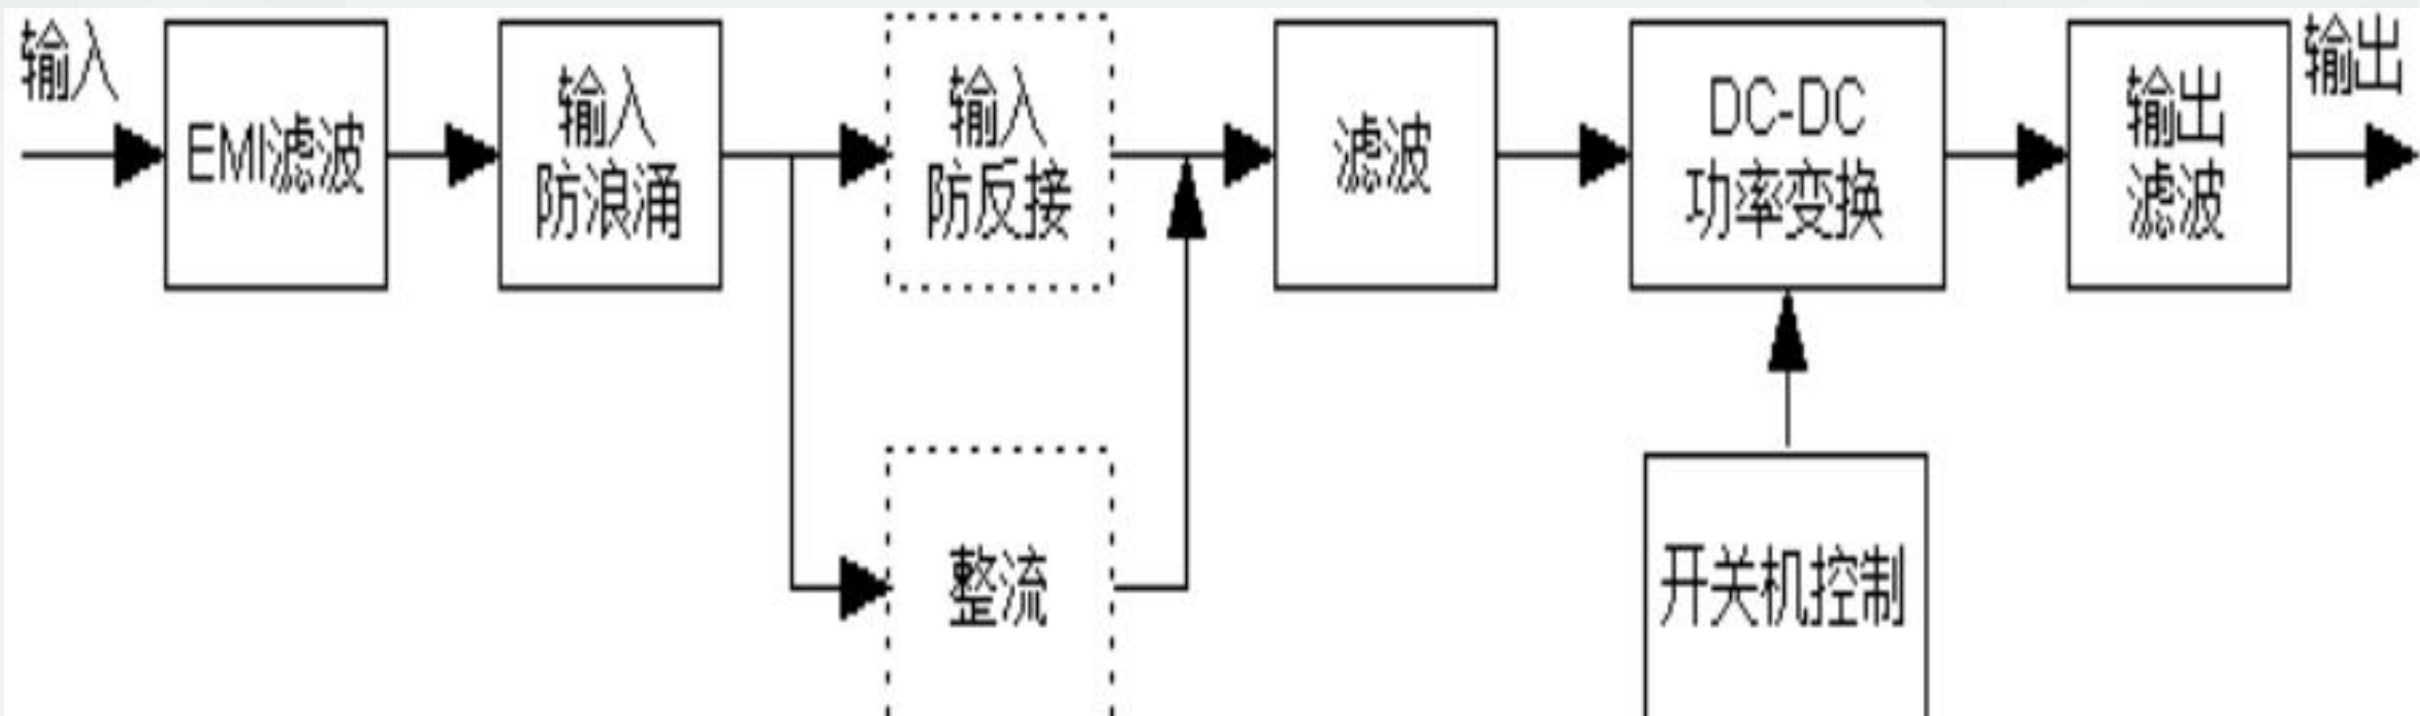 输入
EMI滤波
输入
防浪涌
输入
防反接
滤波
DC-DC
功率变换
输出
滤波
输出
整流
开关机控制